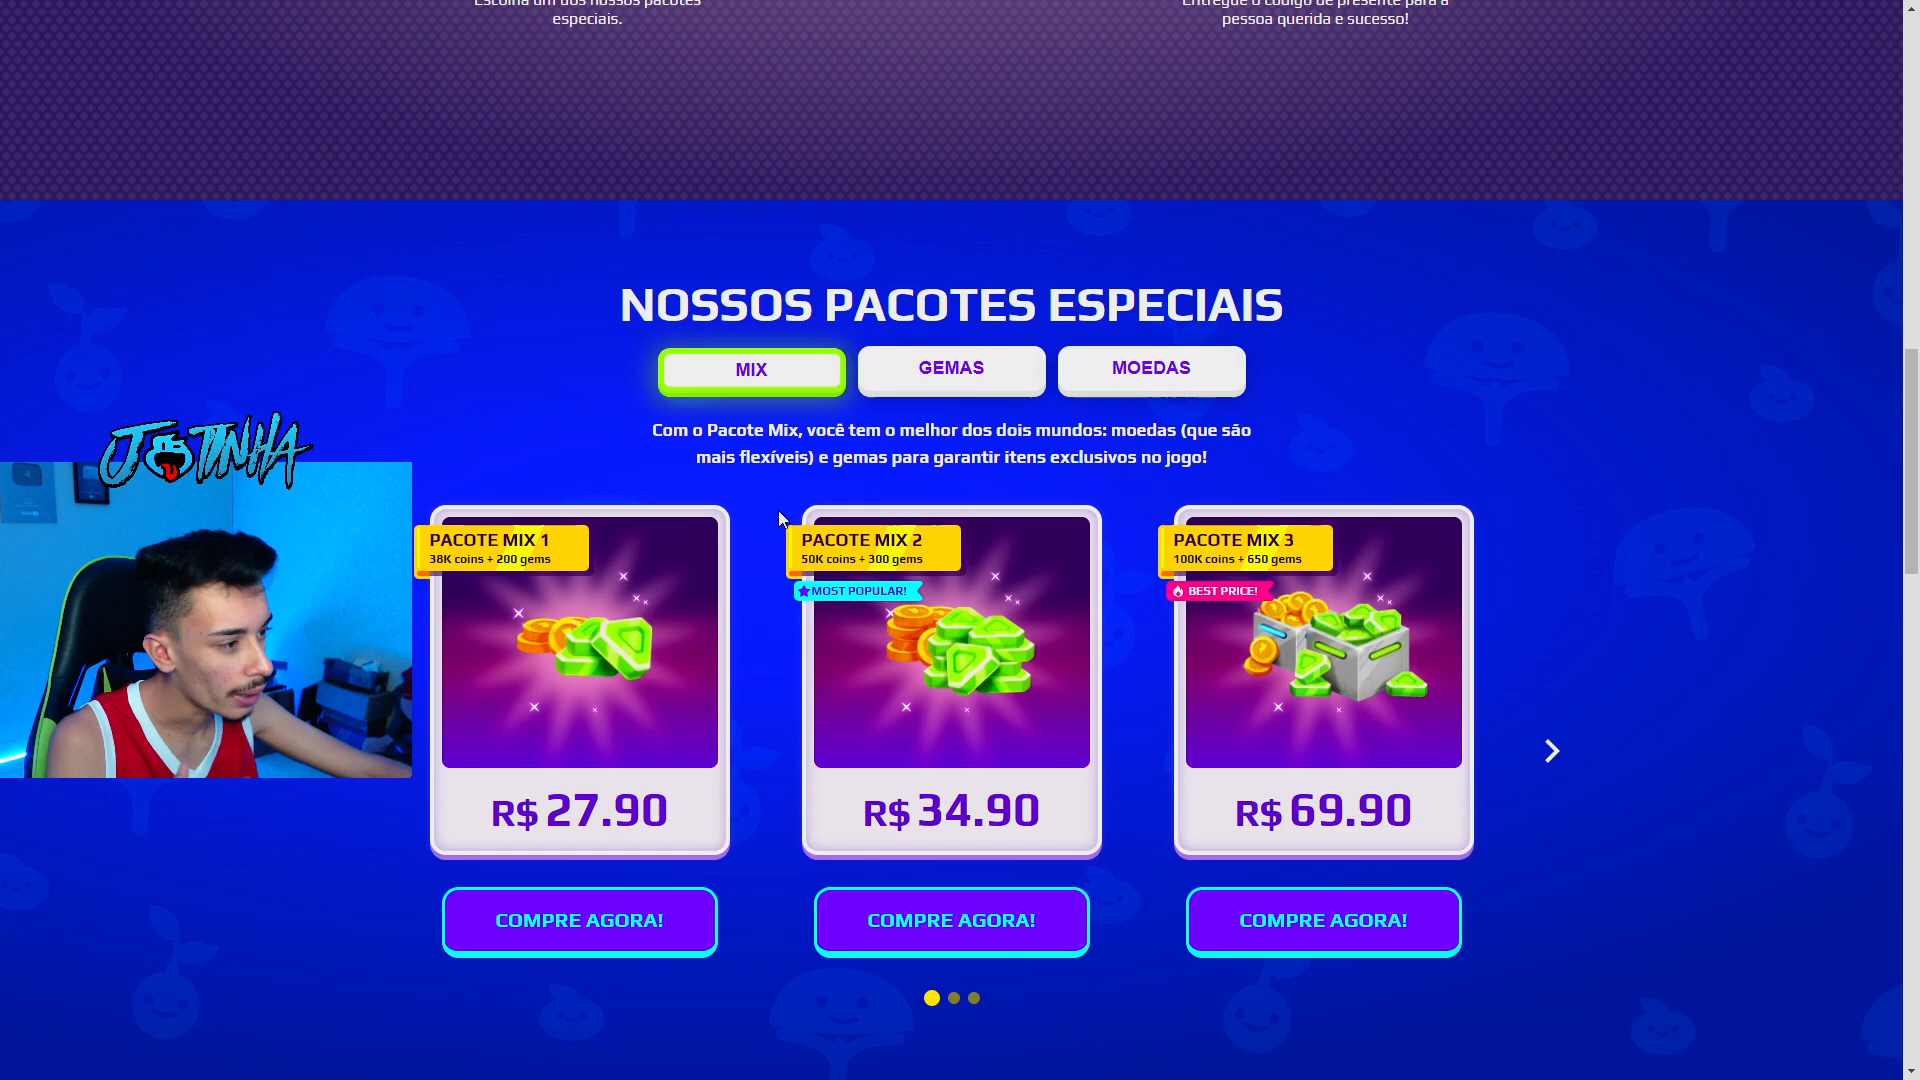 Escolha um dos nossos pacotes
especiais.
Entregue o código de presente para a
pessoa querida e sucesso!
NOSSOS PACOTES ESPECIAIS
MIX
GEMAS
MOEDAS
Com o Pacote Mix, você tem o melhor dos dois mundos: moedas (que são
mais flexíveis) e gemas para garantir itens exclusivos no jogo!
JOTINHA
PACOTE MIX 1
38K coins + 200 gems
R$ 27.90
COMPRE AGORA!
PACOTE MIX 2
50K coins + 300 gems
MOST POPULAR!
R$ 34.90
COMPRE AGORA!
PACOTE MIX 3
100K coins + 650 gems
BEST PRICE!
R$ 69.90
COMPRE AGORA!